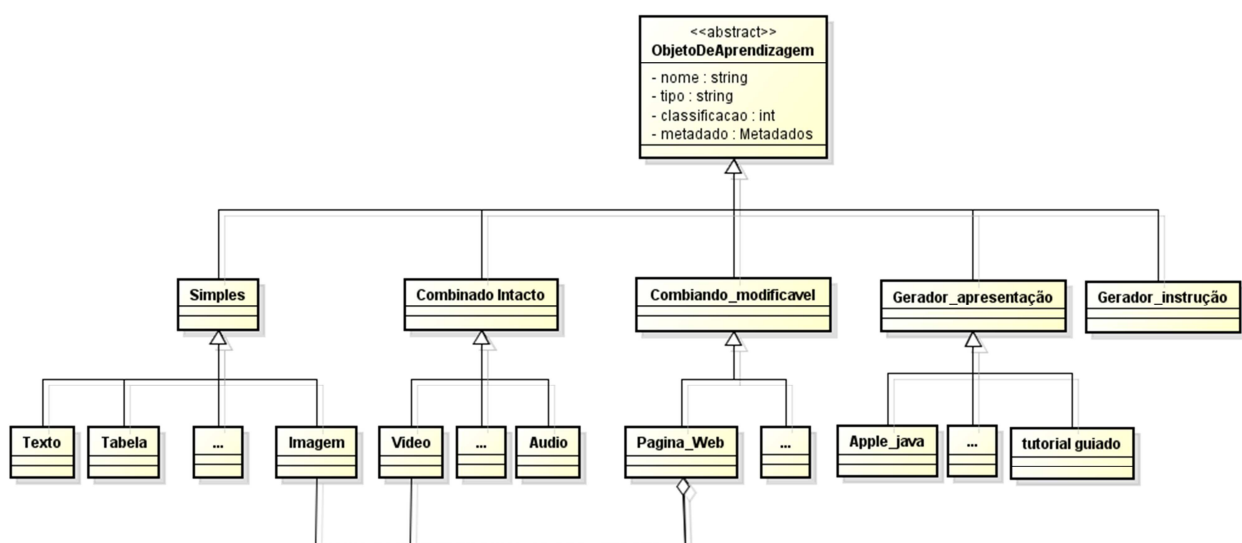 <<abstract>>
ObjetoDeAprendizagem
- nome : string
- tipo : string
- classificacao : int
- metadado : Metadados
Simples
Combinado Intacto
Combiando_modificavel
Gerador_apresentação
Gerador_instrução
Texto
Tabela
...
Imagem
Video
...
Audio
Pagina_Web
...
Apple_java
...
tutorial guiado